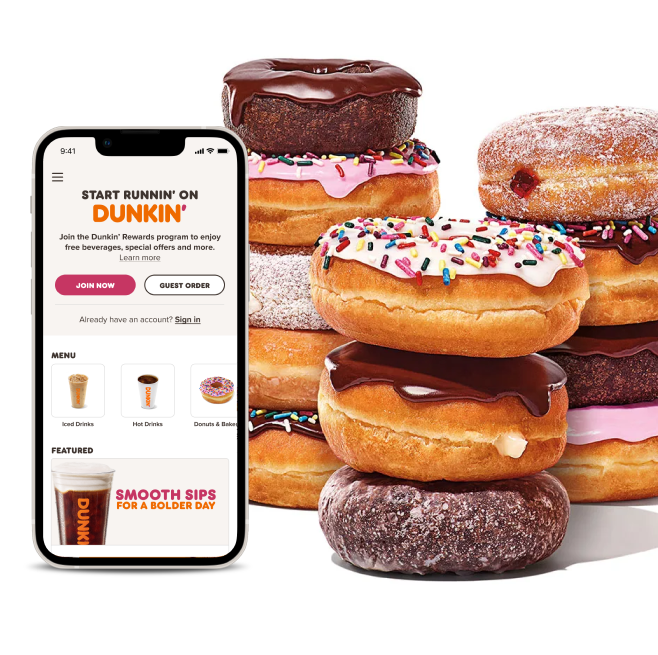 9:41
START RUNNIN' ON
DUNKIN'
Join the Dunkin' Rewards program to enjoy
free beverages, special offers and more.
Learn more
JOIN NOW
GUEST ORDER
Already have an account? Sign in
MENU
DUNKIN'
Iced Drinks
Hot Drinks
Donuts & Baker
FEATURED
DUNKI
SMOOTH SIPS
FOR A BOLDER DAY